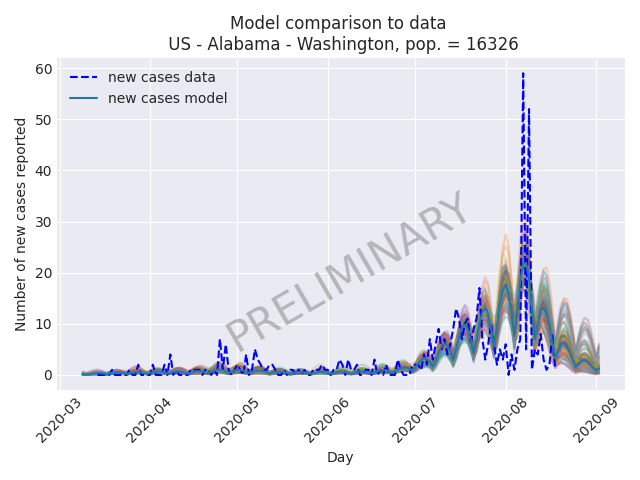 Model comparison to data
US - Alabama - Washington, pop. = 16326
60
50
40
30
20
10
0
Number of new cases reported
new cases data
new cases model
PRELIMINARY
2020-03
2020-04
2020-05
2020-06
2020-07
2020-08
2020-09
Day